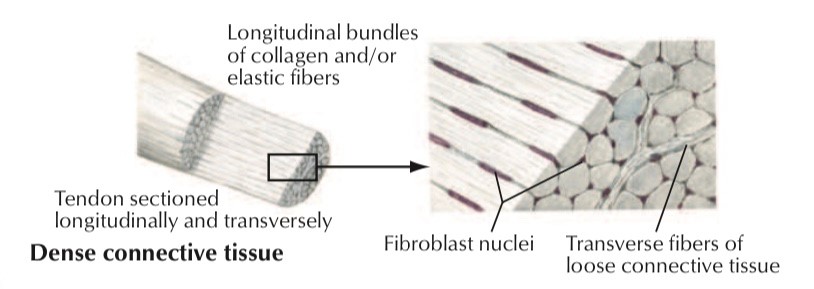 Longitudinal bundles
of collagen and/or
elastic fibers
Tendon sectioned
longitudinally and transversely
Dense connective tissue
Fibroblast nuclei
Transverse fibers of
loose connective tissue